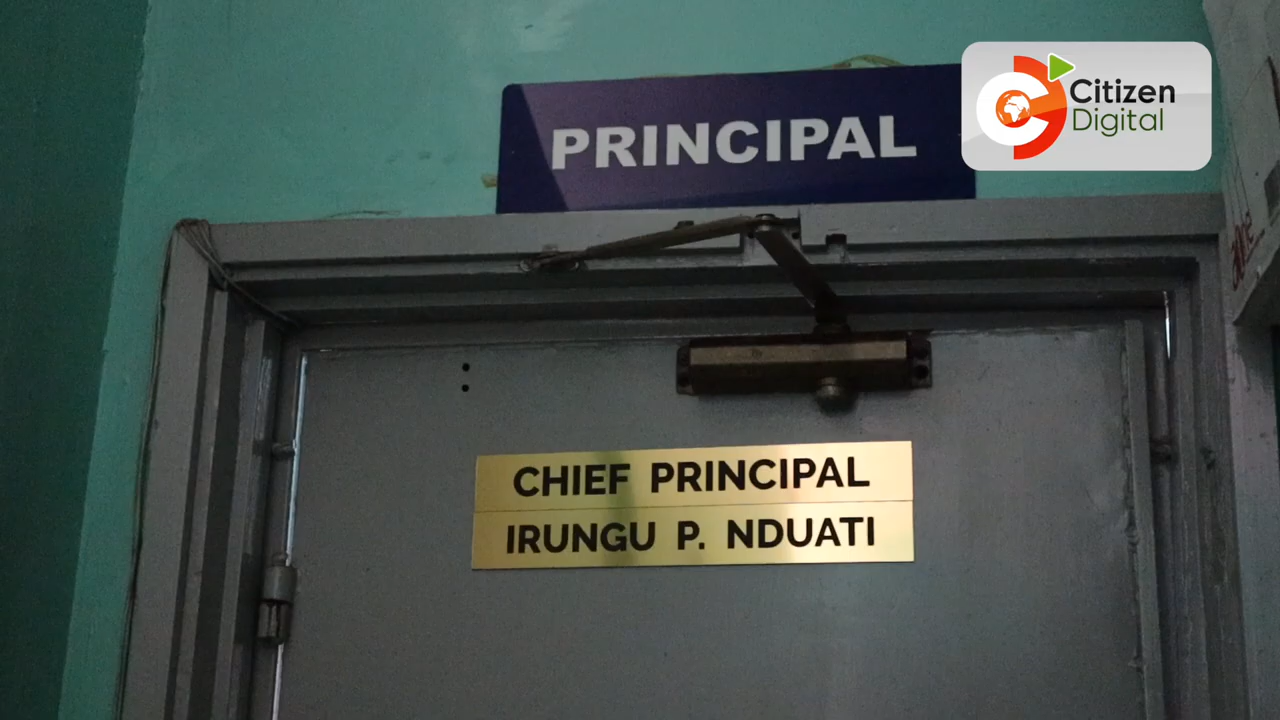 PRINCIPAL
Citizen
Digital
CHIEF PRINCIPAL
IRUNGU P. NDUATI